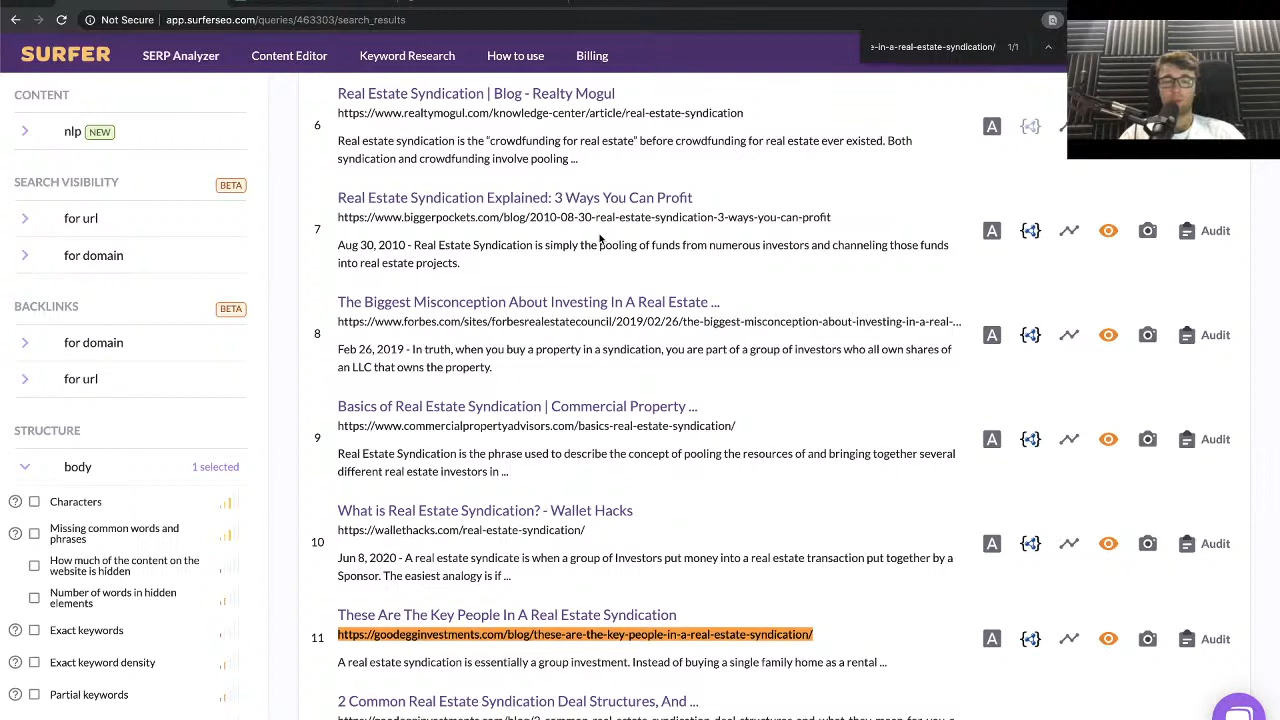 Not Secure | app.surferseo.com/queries/463303/search_results
SURFER
SERP Analyzer
Content Editor
Research
Billing
e-in-a-real-estate-syndication/
1/1
CONTENT
nlp NEW
SEARCH VISIBILITY
BETA
for url
for domain
BACKLINKS
BETA
for domain
for url
STRUCTURE
body
1 selected
Characters
Missing common words and
phrases
How much of the content on the
website is hidden
Number of words in hidden
elements
Exact keywords
Exact keyword density
Partial keywords
6
Real Estate Syndication | Blog - Realty Mogul
https://www.realtymogul.com/knowledge-center/article/real-estate-syndication
Real estate syndication is the “crowdfunding for real estate” before crowdfunding for real estate ever existed. Both
syndication and crowdfunding involve pooling ...
A
7
Real Estate Syndication Explained: 3 Ways You Can Profit
https://www.biggerpockets.com/blog/2010-08-30-real-estate-syndication-3-ways-you-can-profit
Aug 30, 2010 - Real Estate Syndication is simply the pooling of funds from numerous investors and channeling those funds
into real estate projects.
A
Audit
8
The Biggest Misconception About Investing In A Real Estate ...
https://www.forbes.com/sites/forbesrealestatecouncil/2019/02/26/the-biggest-misconception-about-investing-in-a-real-...
Feb 26, 2019 - In truth, when you buy a property in a syndication, you are part of a group of investors who all own shares of
an LLC that owns the property.
A
Audit
9
Basics of Real Estate Syndication | Commercial Property ...
https://www.commercialpropertyadvisors.com/basics-real-estate-syndication/
Real Estate Syndication is the phrase used to describe the concept of pooling the resources of and bringing together several
different real estate investors in ...
A
Audit
10
What is Real Estate Syndication? - Wallet Hacks
https://wallethacks.com/real-estate-syndication/
Jun 8, 2020 - A real estate syndicate is when a group of Investors put money into a real estate transaction put together by a
Sponsor. The easiest analogy is if ...
A
Audit
11
These Are The Key People In A Real Estate Syndication
https://goodegginvestments.com/blog/these-are-the-key-people-in-a-real-estate-syndication/
A real estate syndication is essentially a group investment. Instead of buying a single family home as a rental ...
A
Audit
2 Common Real Estate Syndication Deal Structures, And ...